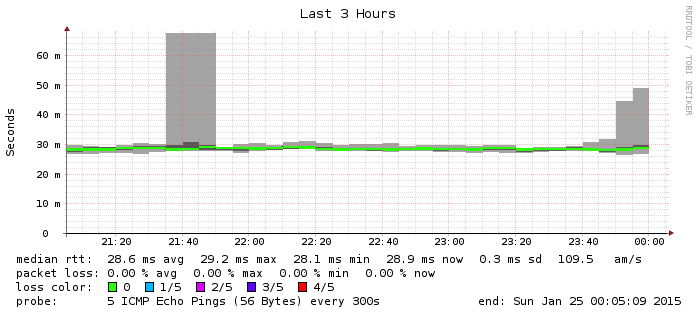 Last 3 Hours
RRDTOOL / TOBI OETIKER
Seconds
60 m
50 m
40 m
30 m
20 m
10 m
0
21:20 21:40 22:00 22:20 22:40 23:00 23:20 23:40 00:00
median rtt: 28.6 ms avg 29.2 ms max 28.1 ms min 28.9 ms now 0.3 ms sd 109.5 am/s
packet loss: 0.00 % avg 0.00 % max 0.00 % min 0.00 % now
loss color: 0 1/5 2/5 3/5 4/5
probe: 5 ICMP Echo Pings (56 Bytes) every 300s end: Sun Jan 25 00:05:09 2015